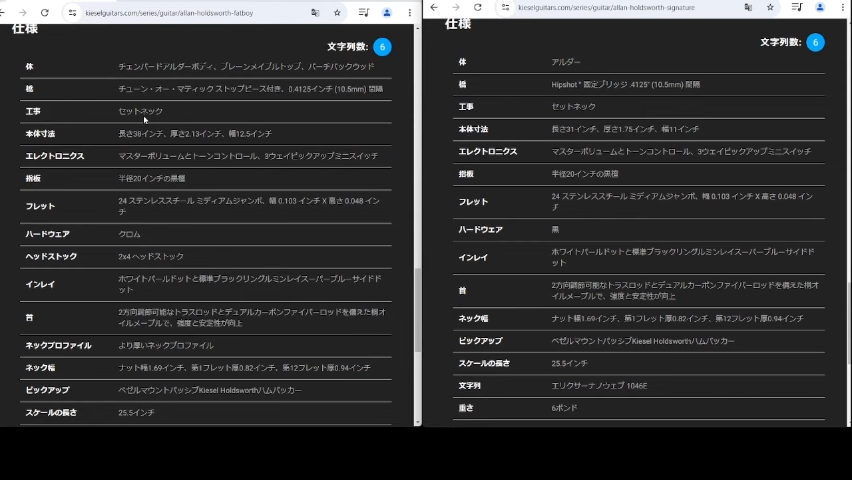 kieselguitars.com/series/guitar/allan-holdsworth-fatboy
仕様
文字列数: 6
体 チェンバードアルダーボディ、プレーンメイプルトップ、バーチバックウッド
橋 チューン・オー・マティック ストップピース付き、0.4125インチ (10.5mm) 間隔
工事 セットネック
本体寸法 長さ38インチ、厚さ2.13インチ、幅12.5インチ
エレクトロニクス マスターボリュームとトーンコントロール、3ウェイピックアップミニスイッチ
指板 半径20インチの黒檀
フレット 24 ステンレススチール ミディアムジャンボ、幅 0.103 インチ X 高さ 0.048 イン
チ
ハードウェア クロム
ヘッドストック 2x4 ヘッドストック
インレイ ホワイトパールドットと標準ブラックリングルミンレイスーパーブルーサイドド
ット
首 2方向調節可能なトラスロッドとデュアルカーボンファイバーロッドを備えた桐オ
イルメープルで、強度と安定性が向上
ネックプロファイル より厚いネックプロファイル
ネック幅 ナット幅1.69インチ、第1フレット厚0.82インチ、第12フレット厚0.94インチ
ピックアップ ベゼルマウントパッシブKiesel Holdsworthハムバッカー
スケールの長さ 25.5インチ
kieselguitars.com/series/guitar/allan-holdsworth-signature
仕様
文字列数: 6
体 アルダー
橋 Hipshot " 固定ブリッジ .4125" (10.5mm) 間隔
工事 セットネック
本体寸法 長さ31インチ、厚さ1.75インチ、幅11インチ
エレクトロニクス マスターボリュームとトーンコントロール、3ウェイピックアップミニスイッチ
指板 半径20インチの黒檀
フレット 24 ステンレススチール ミディアムジャンボ、幅 0.103 インチ X 高さ 0.048 イン
チ
ハードウェア 黒
インレイ ホワイトパールドットと標準ブラックリングルミンレイスーパーブルーサイドド
ット
首 2方向調節可能なトラスロッドとデュアルカーボンファイバーロッドを備えた桐オ
イルメープルで、強度と安定性が向上
ネック幅 ナット幅1.69インチ、第1フレット厚0.82インチ、第12フレット厚0.94インチ
ピックアップ ベゼルマウントパッシブKiesel Holdsworthハムバッカー
スケールの長さ 25.5インチ
文字列 エリクサーナノウェブ 1046E
重さ 6ポンド